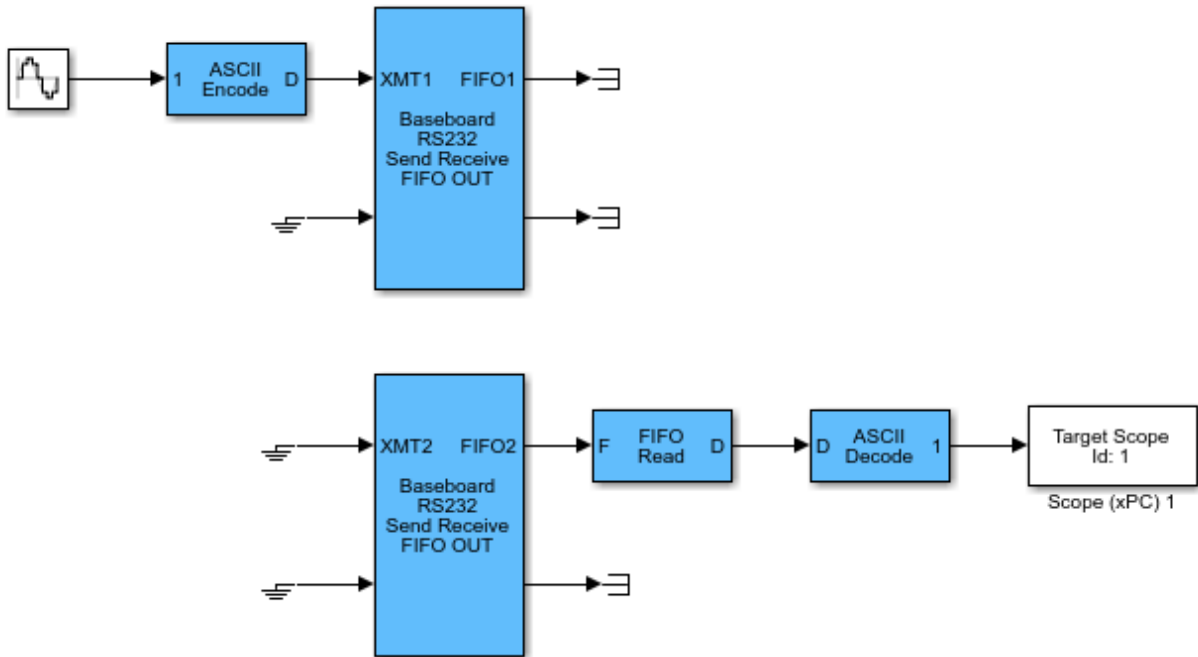 1 ASCII Encode D
XMT1 FIFO1
Baseboard
RS232
Send Receive
FIFO OUT
XMT2 FIFO2
Baseboard
RS232
Send Receive
FIFO OUT
F FIFO Read D
D ASCII Decode 1
Target Scope
Id: 1
Scope (xPC) 1